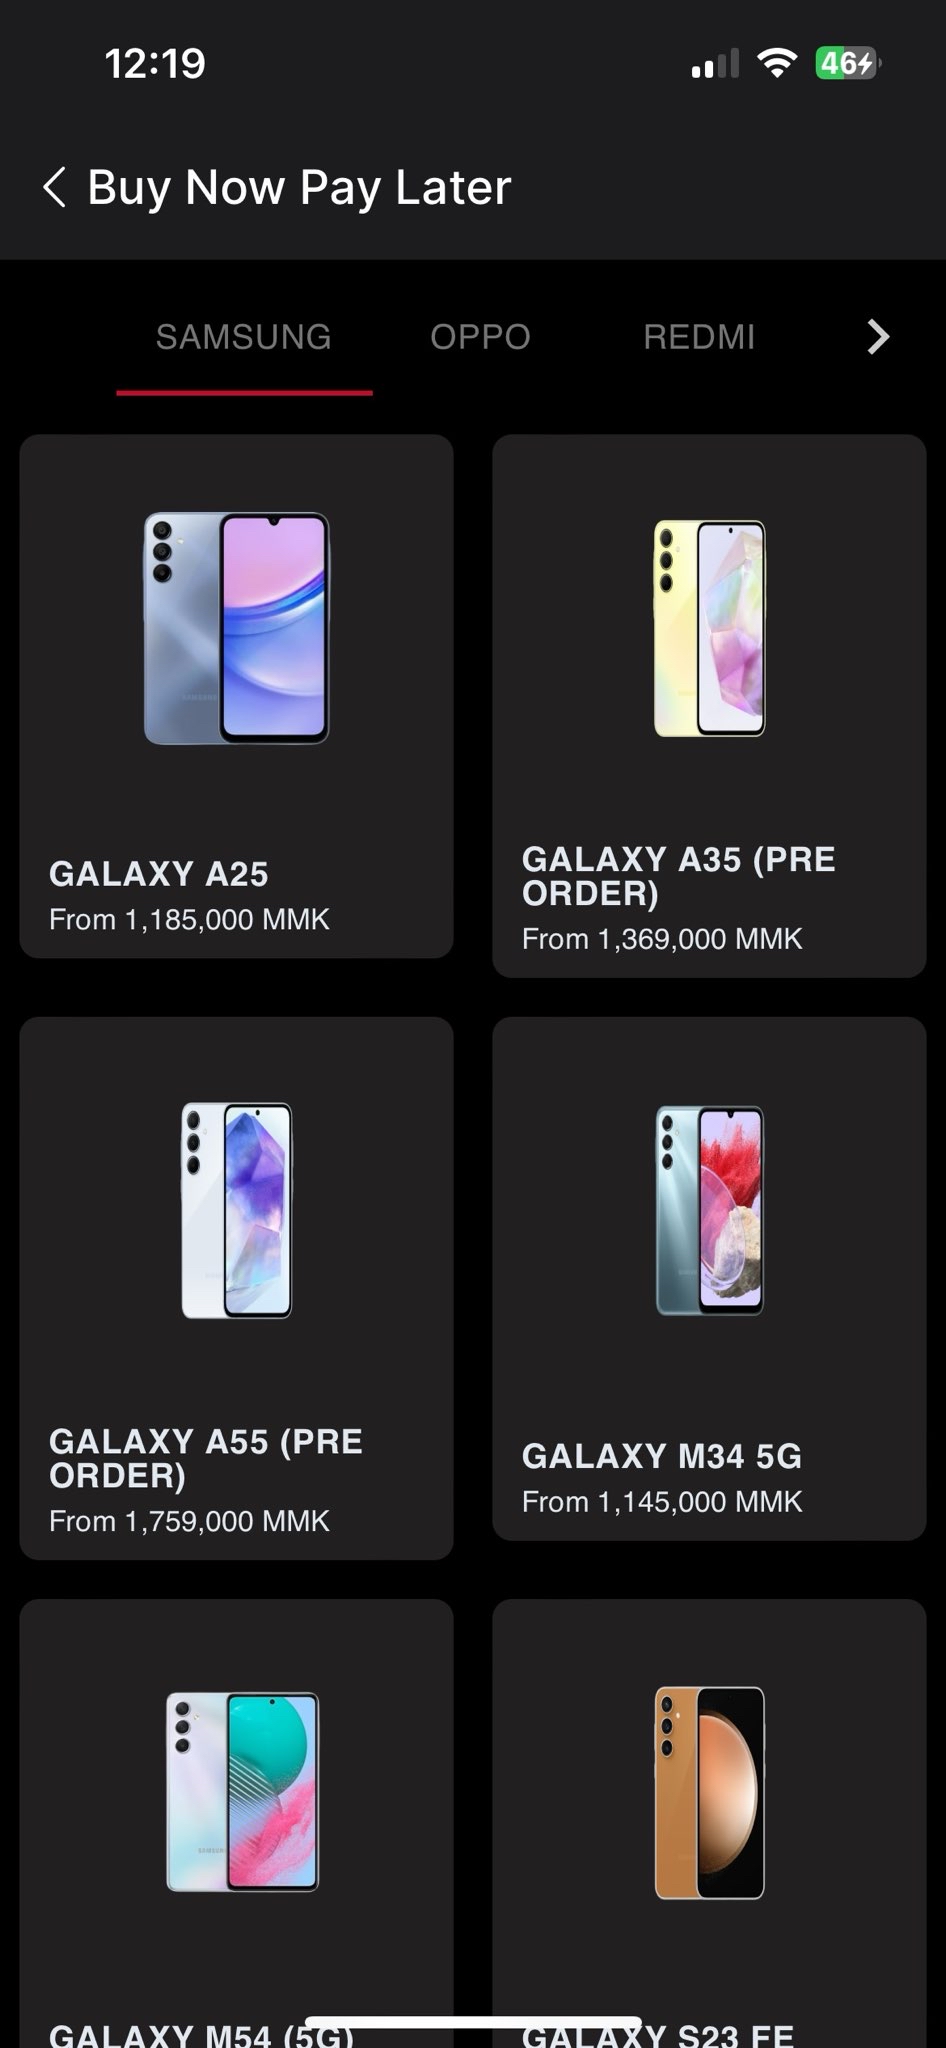 12:19
46
Buy Now Pay Later
SAMSUNG
OPPO
REDMI
GALAXY A25
From 1,185,000 MMK
GALAXY A35 (PRE
ORDER)
From 1,369,000 MMK
GALAXY A55 (PRE
ORDER)
From 1,759,000 MMK
GALAXY M34 5G
From 1,145,000 MMK
SAMSUNG
GALAXY M54 (5G)
GALAXY S23 FE